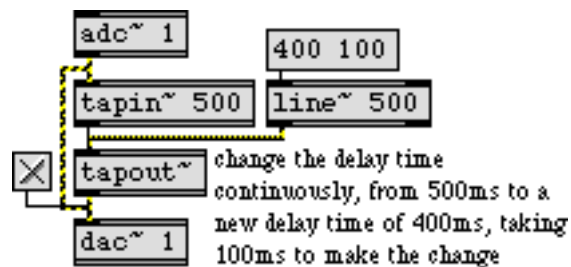 adc~ 1
400 100
tapin~ 500
line~ 500
tapout~
change the delay time
continuously, from 500ms to a
new delay time of 400ms, taking
100ms to make the change
dac~ 1